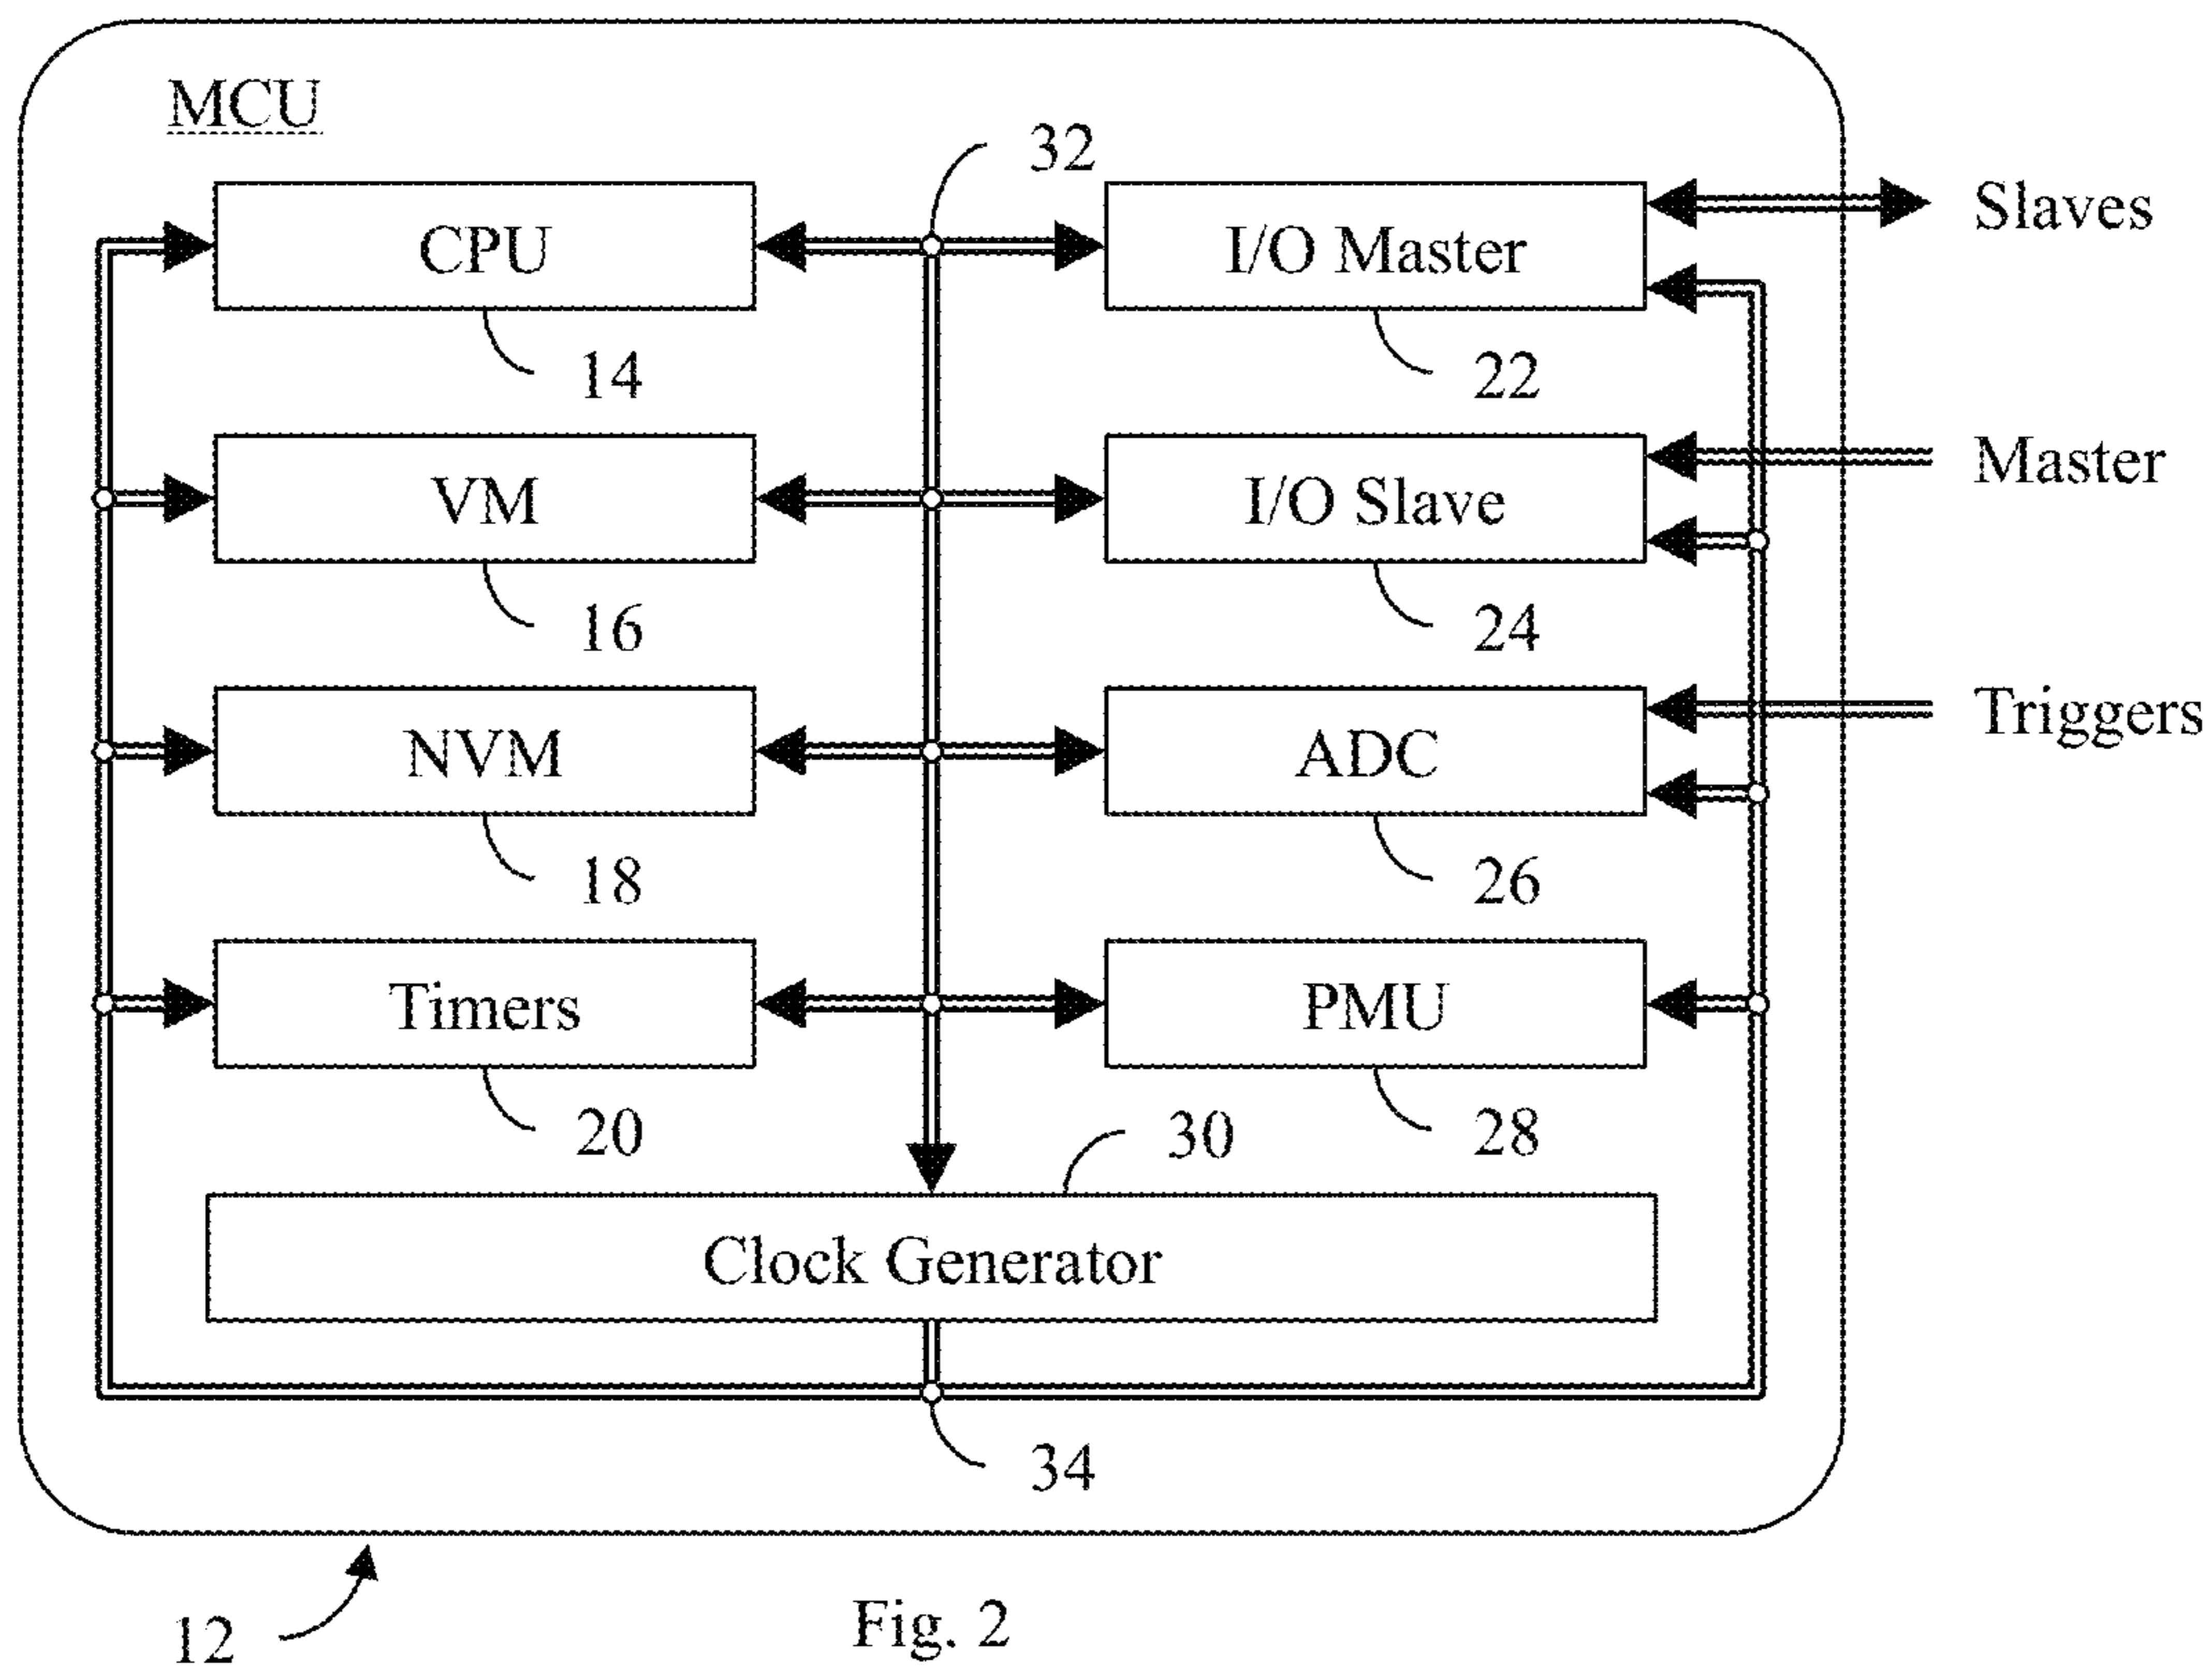 MCU
32
CPU
I/O Master
Slaves
14
22
VM
I/O Slave
Master
16
24
NVM
ADC
Triggers
18
26
Timers
PMU
20
30
28
Clock Generator
34
12
Fig. 2